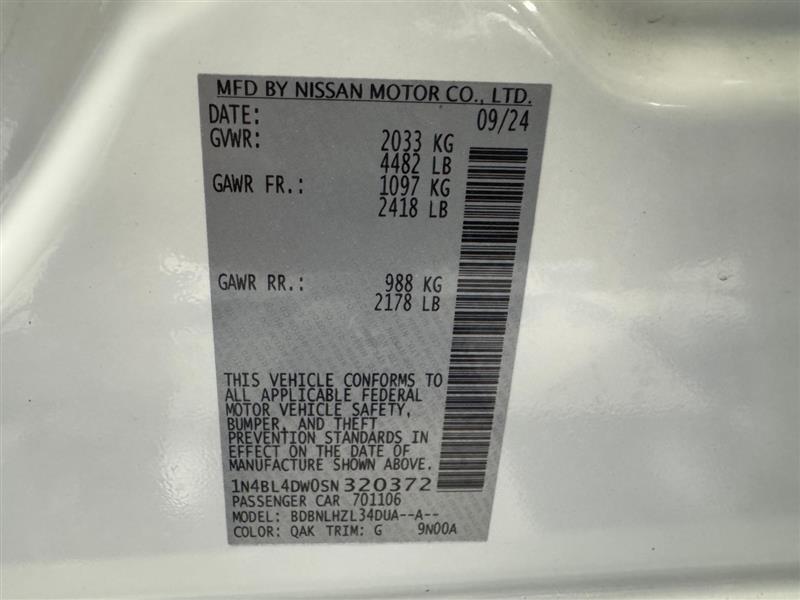 MFD BY NISSAN MOTOR CO., LTD.
DATE: 09/24
GVWR: 2033 KG
4482 LB
GAWR FR.: 1097 KG
2418 LB
GAWR RR.: 988 KG
2178 LB
THIS VEHICLE CONFORMS TO
ALL APPLICABLE FEDERAL
MOTOR VEHICLE SAFETY,
BUMPER, AND THEFT
PREVENTION STANDARDS IN
EFFECT ON THE DATE OF
MANUFACTURE SHOWN ABOVE.
1N4BL4DW0SN320372
PASSENGER CAR 701106
MODEL: BDBNLHZL34DUA--A--
COLOR: QAK TRIM: G 9N00A